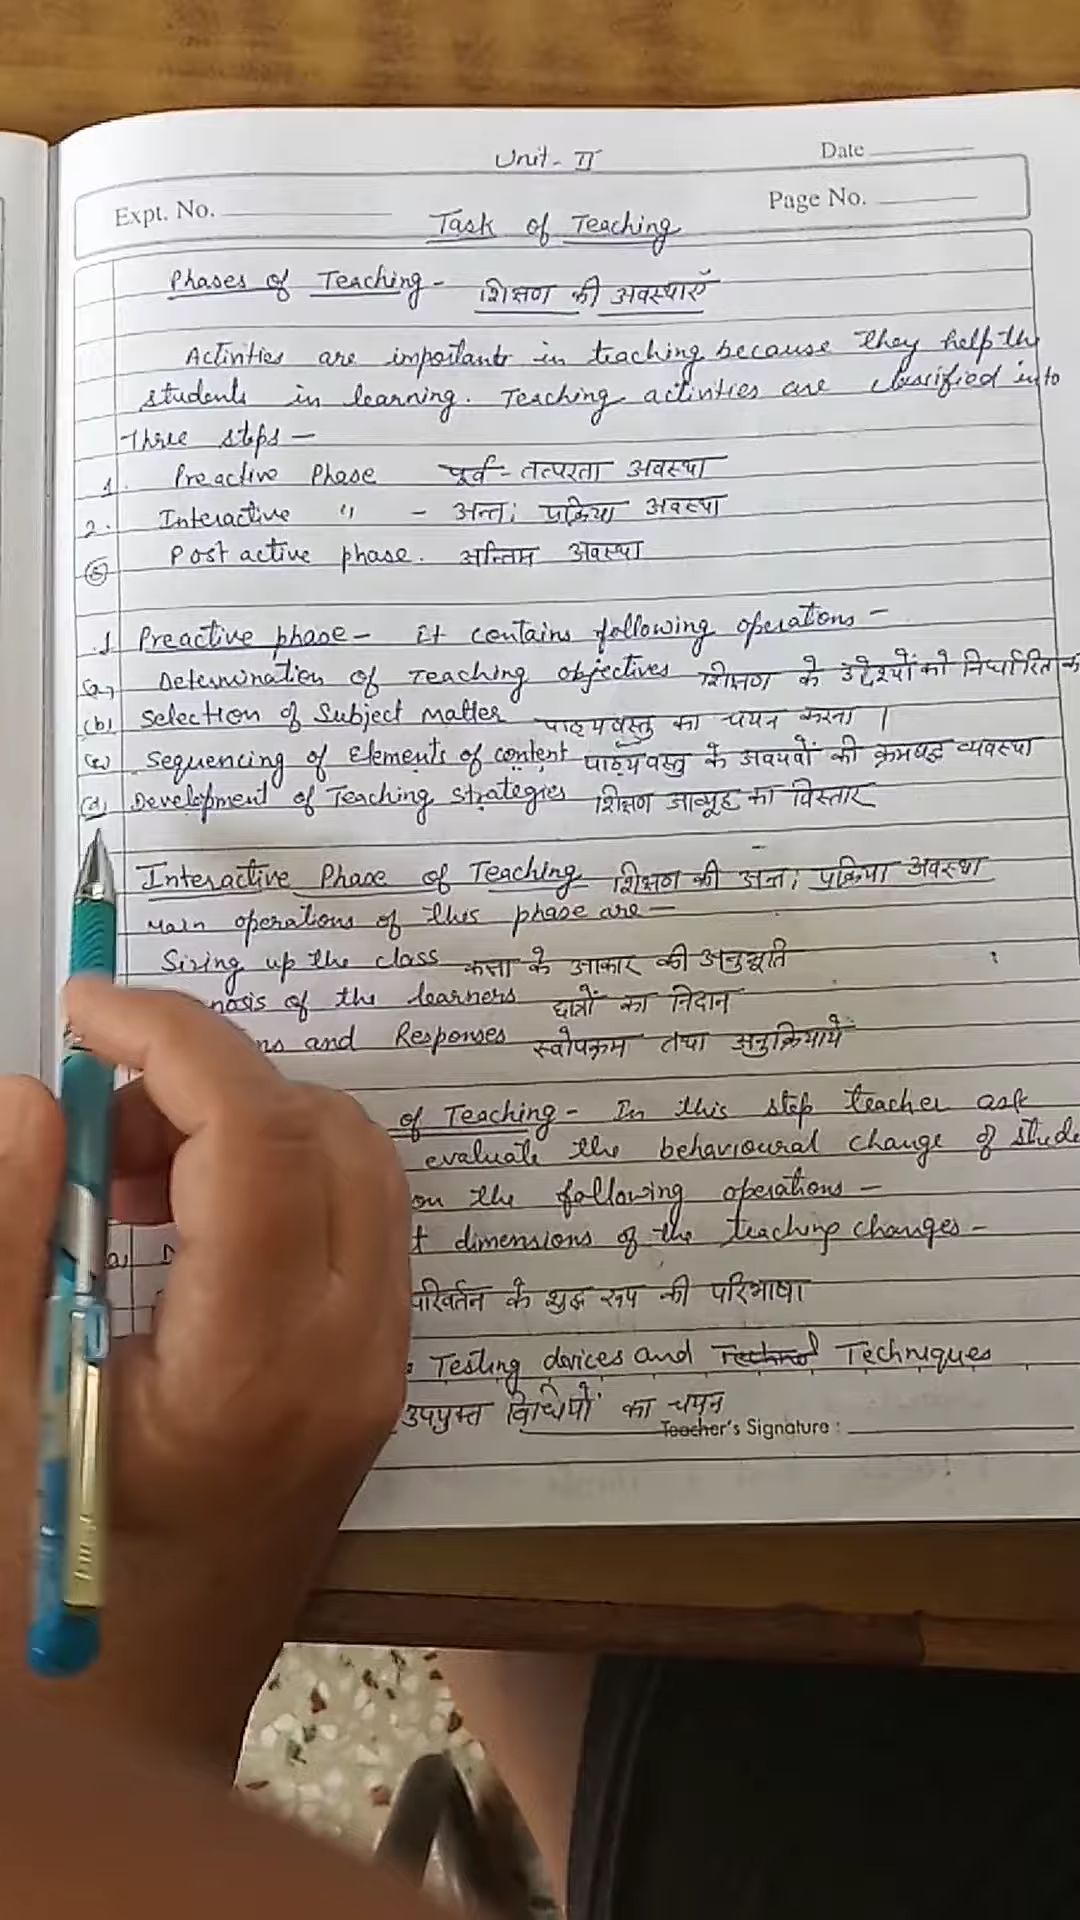 Unit - II
Date
Expt. No.
Page No.
Task of Teaching
Phases of Teaching - शिक्षण की अवस्थाएँ
Activities are important in teaching because they help the
students in learning. Teaching activities are classified into
Three steps -
1. Preactive Phase पूर्व - तत्परता अवस्था
2. Interactive " - अन्त: प्रक्रिया अवस्था
Post active phase. अन्तिम अवस्था
1 Preactive phase - it contains following operations -
(a) Determination of Teaching objectives शिक्षण के उद्देश्यों को निर्धारित
(b) Selection of Subject Matter पाठ्यवस्तु का चयन करना ।
(c) Sequencing of Elements of content पाठ्यवस्तु के अवयवों की क्रमबद्ध व्यवस्था
(d) Development of Teaching strategies शिक्षण आव्यूह का विस्तार
Interactive Phase of Teaching शिक्षण की अन्त: प्रक्रिया अवस्था
Main operations of this phase are -
Sizing up the class कक्षा के आकार की अनुभूति
nosis of the learners छात्रों का निदान
ns and Responses स्वोपक्रम तथा अनुक्रियायें
of Teaching - In this step teacher ask
evaluate the behavioural change of stude
on the following operations -
a) D t dimensions of the teaching changes -
परिवर्तन के शुद्ध रूप की परिभाषा
Testing devices and Techniques
उपयुक्त विधियों का चयन
Teacher's Signature :